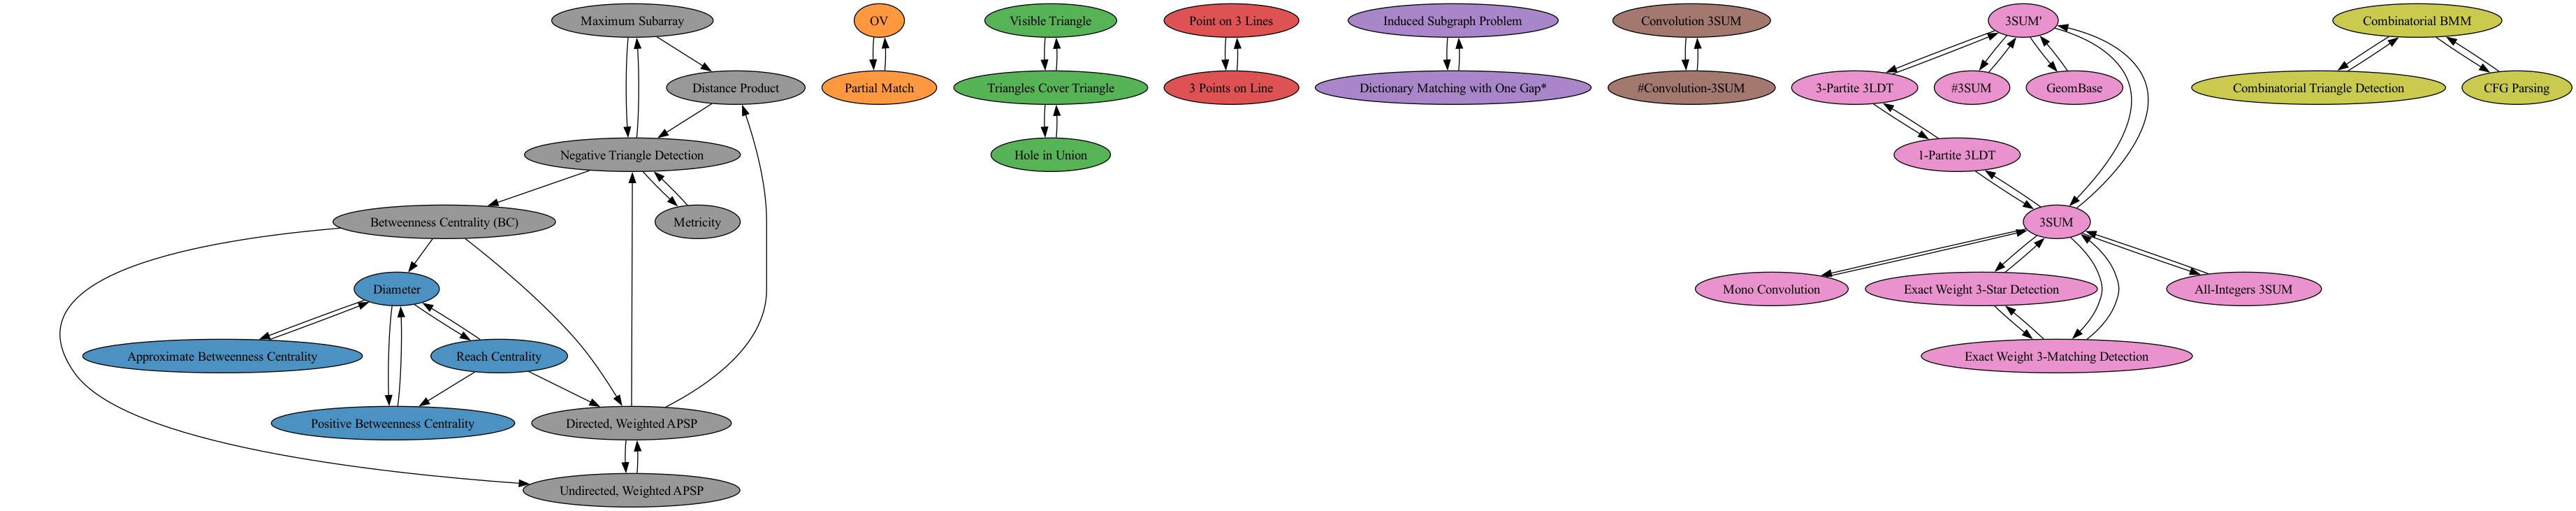 Maximum Subarray
OV
Visible Triangle
Point on 3 Lines
Induced Subgraph Problem
Convolution 3SUM
3SUM'
Combinatorial BMM
Distance Product
Partial Match
Triangles Cover Triangle
3 Points on Line
Dictionary Matching with One Gap*
#Convolution-3SUM
3-Partite 3LDT
#3SUM
GeomBase
Combinatorial Triangle Detection
CFG Parsing
Negative Triangle Detection
Hole in Union
1-Partite 3LDT
Betweenness Centrality (BC)
Metricity
3SUM
Diameter
Mono Convolution
Exact Weight 3-Star Detection
All-Integers 3SUM
Approximate Betweenness Centrality
Reach Centrality
Exact Weight 3-Matching Detection
Positive Betweenness Centrality
Directed, Weighted APSP
Undirected, Weighted APSP